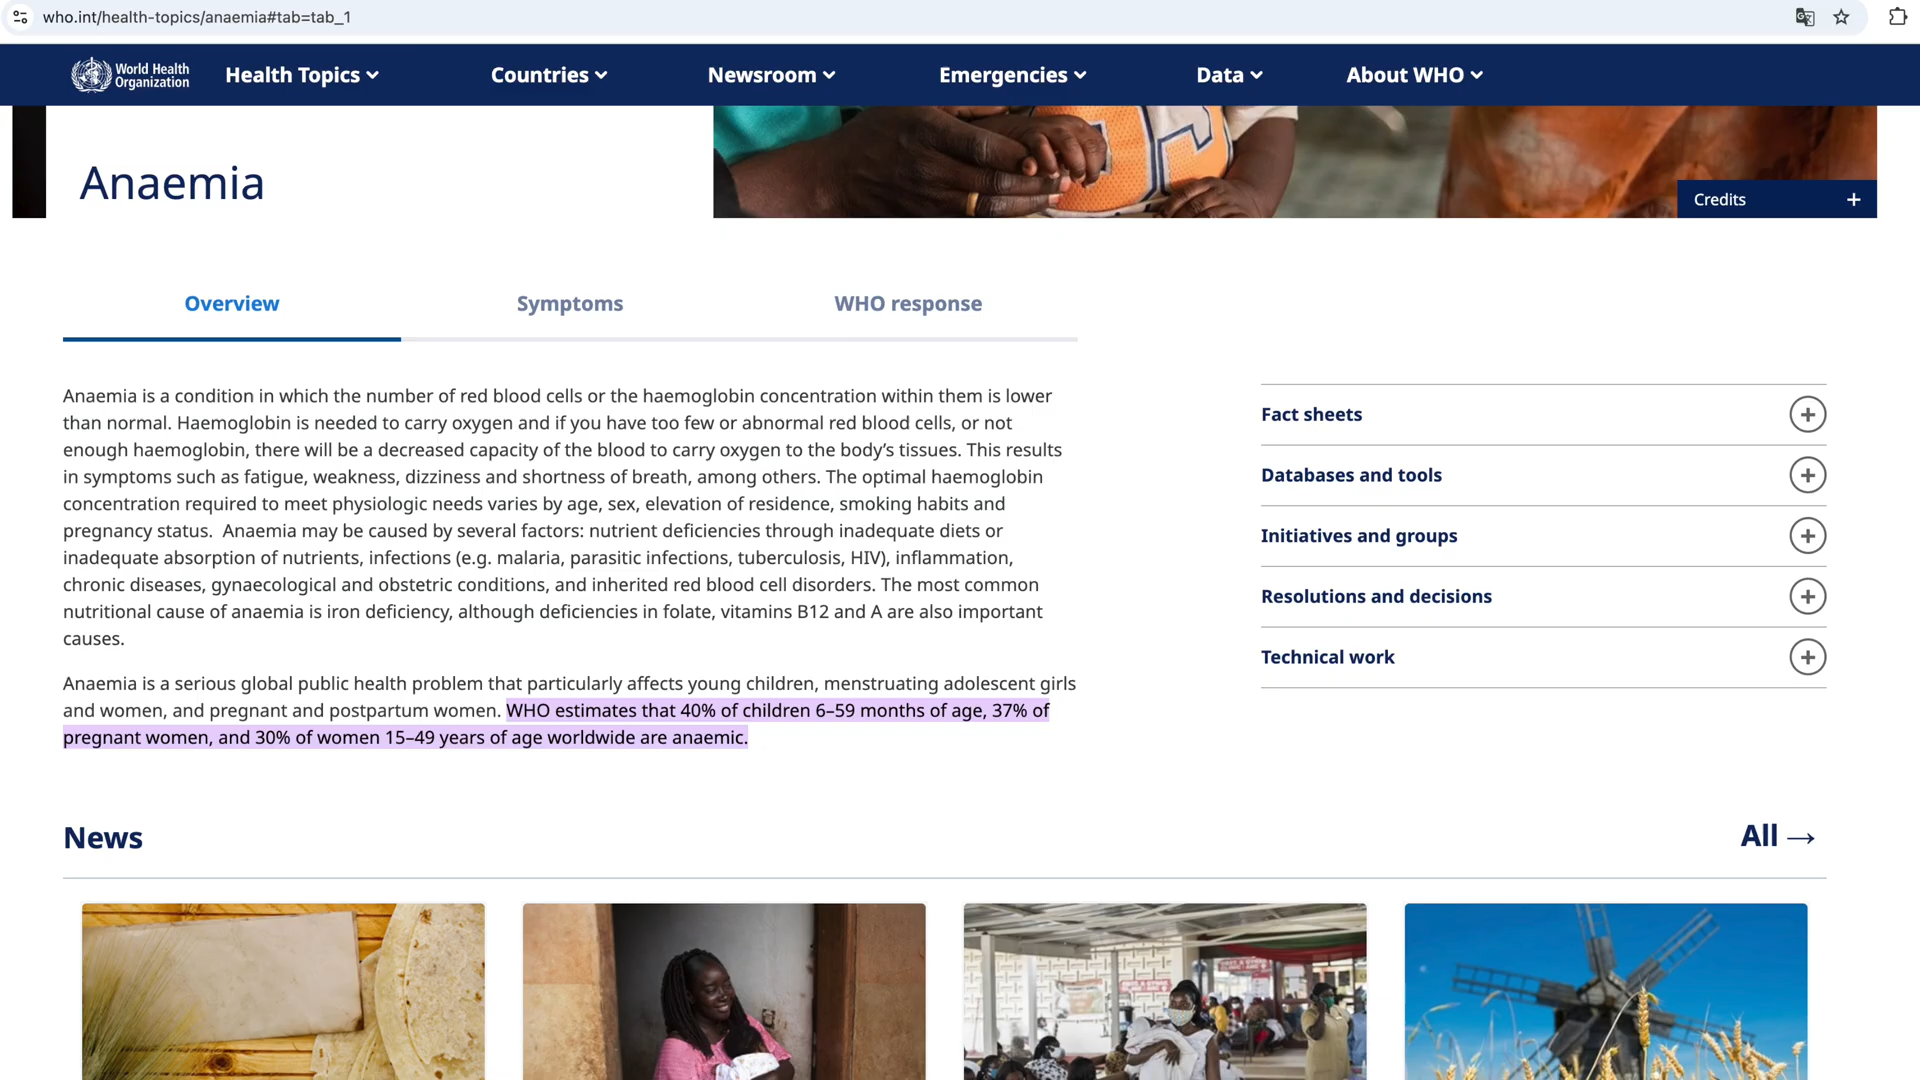 who.int/health-topics/anaemia#tab=tab_1
World Health
Organization
Health Topics
Countries
Newsroom
Emergencies
Data
About WHO
Anaemia
Credits +
Overview
Symptoms
WHO response
Anaemia is a condition in which the number of red blood cells or the haemoglobin concentration within them is lower
than normal. Haemoglobin is needed to carry oxygen and if you have too few or abnormal red blood cells, or not
enough haemoglobin, there will be a decreased capacity of the blood to carry oxygen to the body’s tissues. This results
in symptoms such as fatigue, weakness, dizziness and shortness of breath, among others. The optimal haemoglobin
concentration required to meet physiologic needs varies by age, sex, elevation of residence, smoking habits and
pregnancy status.  Anaemia may be caused by several factors: nutrient deficiencies through inadequate diets or
inadequate absorption of nutrients, infections (e.g. malaria, parasitic infections, tuberculosis, HIV), inflammation,
chronic diseases, gynaecological and obstetric conditions, and inherited red blood cell disorders. The most common
nutritional cause of anaemia is iron deficiency, although deficiencies in folate, vitamins B12 and A are also important
causes.
Anaemia is a serious global public health problem that particularly affects young children, menstruating adolescent girls
and women, and pregnant and postpartum women. WHO estimates that 40% of children 6–59 months of age, 37% of
pregnant women, and 30% of women 15–49 years of age worldwide are anaemic.
Fact sheets
Databases and tools
Initiatives and groups
Resolutions and decisions
Technical work
News
All →